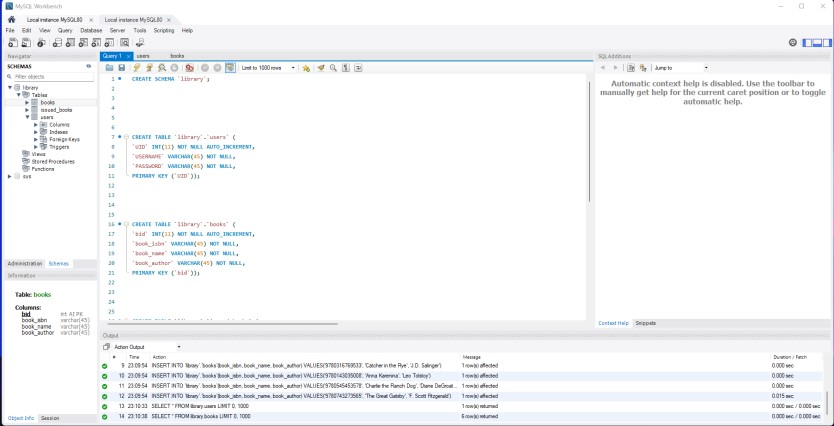 MySQL Workbench
Local instance MySQL80
Local instance MySQL80
File Edit View Query Database Server Tools Scripting Help
Navigator
SCHEMAS
Filter objects
library
Tables
books
issued_books
users
Columns
Indexes
Foreign Keys
Triggers
Views
Stored Procedures
Functions
sys
Administration Schemas
Information
Table: books
Columns:
bid int AI PK
book_isbn varchar(45)
book_name varchar(45)
book_author varchar(45)
Object Info Session
Query 1 users books
Limit to 1000 rows
1 CREATE SCHEMA `library`;
2
3
4
5
6
7 CREATE TABLE `library`.`users` (
8 `UID` INT(11) NOT NULL AUTO_INCREMENT,
9 `USERNAME` VARCHAR(45) NOT NULL,
10 `PASSWORD` VARCHAR(45) NOT NULL,
11 PRIMARY KEY (`UID`));
12
13
14
15
16 CREATE TABLE `library`.`books` (
17 `bid` INT(11) NOT NULL AUTO_INCREMENT,
18 `book_isbn` VARCHAR(45) NOT NULL,
19 `book_name` VARCHAR(45) NOT NULL,
20 `book_author` VARCHAR(45) NOT NULL,
21 PRIMARY KEY (`bid`));
22
23
24
25
SQL Additions
Jump to
Automatic context help is disabled. Use the toolbar to
manually get help for the current caret position or to toggle
automatic help.
Context Help Snippets
Output
Action Output
# Time Action Message Duration / Fetch
9 23:09:54 INSERT INTO `library`.`books`(book_isbn, book_name, book_author) VALUES('9780316769533', 'Catcher in the Rye', 'J.D. Salinger') 1 row(s) affected 0.000 sec
10 23:09:54 INSERT INTO `library`.`books`(book_isbn, book_name, book_author) VALUES('9780143035008', 'Anna Karenina', 'Leo Tolstoy') 1 row(s) affected 0.000 sec
11 23:09:54 INSERT INTO `library`.`books`(book_isbn, book_name, book_author) VALUES('9780545453578', 'Charlie the Ranch Dog', 'Diane DeGroat... 1 row(s) affected 0.000 sec
12 23:09:54 INSERT INTO `library`.`books`(book_isbn, book_name, book_author) VALUES('9780743273565', 'The Great Gatsby', 'F. Scott Fitzgerald') 1 row(s) affected 0.015 sec
13 23:10:33 SELECT * FROM library.users LIMIT 0, 1000 1 row(s) returned 0.000 sec / 0.000 sec
14 23:10:38 SELECT * FROM library.books LIMIT 0, 1000 6 row(s) returned 0.000 sec / 0.000 sec